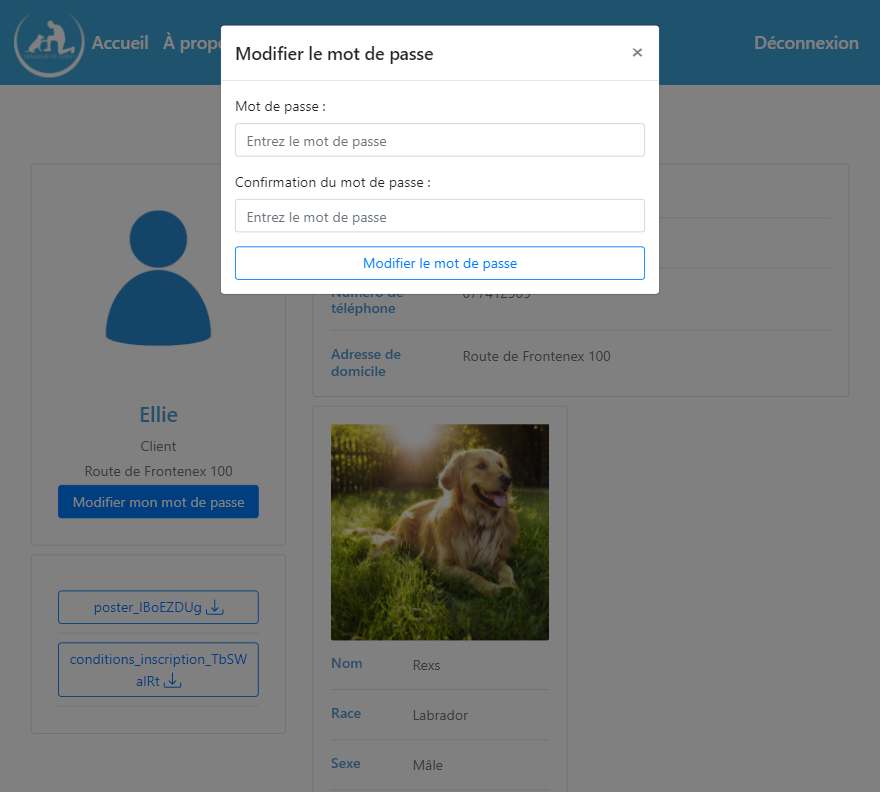 Accueil
À propo
Déconnexion
Modifier le mot de passe
×
Mot de passe :
Entrez le mot de passe
Confirmation du mot de passe :
Entrez le mot de passe
Modifier le mot de passe
Ellie
Client
Route de Frontenex 100
Modifier mon mot de passe
poster_lBoEZDUg
conditions_inscription_TbSW
alRt
Numéro de
téléphone
Adresse de
domicile
Route de Frontenex 100
Nom
Rexs
Race
Labrador
Sexe
Mâle